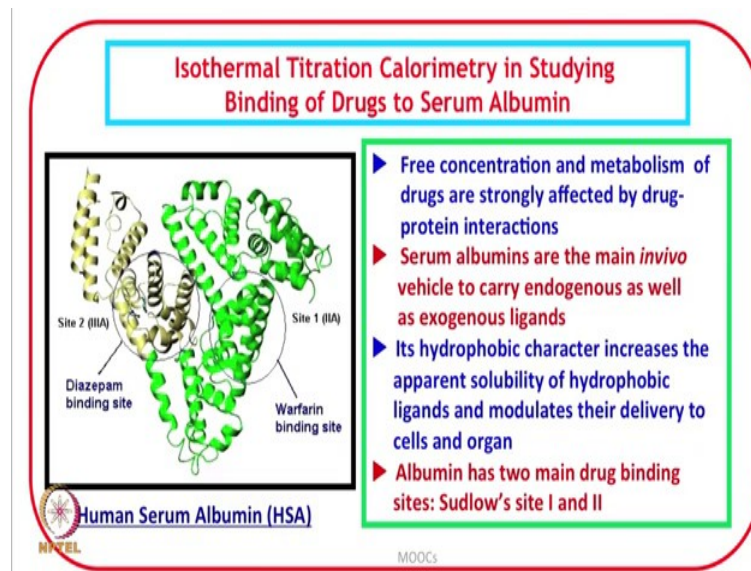 Isothermal Titration Calorimetry in Studying
Binding of Drugs to Serum Albumin
Site 2 (IIIA)
Site 1 (IIA)
Diazepam
binding site
Warfarin
binding site
Human Serum Albumin (HSA)
Free concentration and metabolism of
drugs are strongly affected by drug-
protein interactions
Serum albumins are the main invivo
vehicle to carry endogenous as well
as exogenous ligands
Its hydrophobic character increases the
apparent solubility of hydrophobic
ligands and modulates their delivery to
cells and organ
Albumin has two main drug binding
sites: Sudlow's site I and II
NPTEL
MOOCs